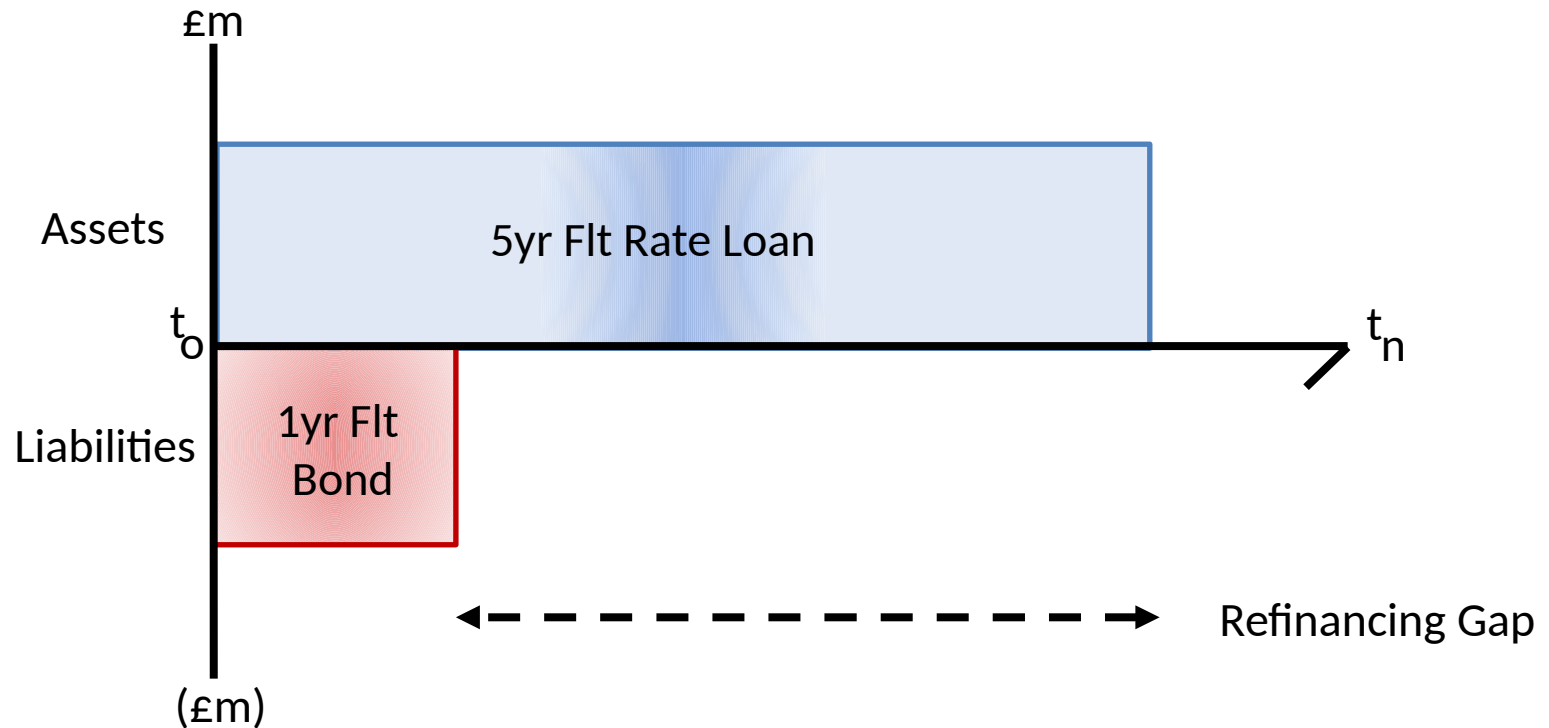 £m
Assets
5yr Flt Rate Loan
to
tn
Liabilities
1yr Flt
Bond
Refinancing Gap
(£m)